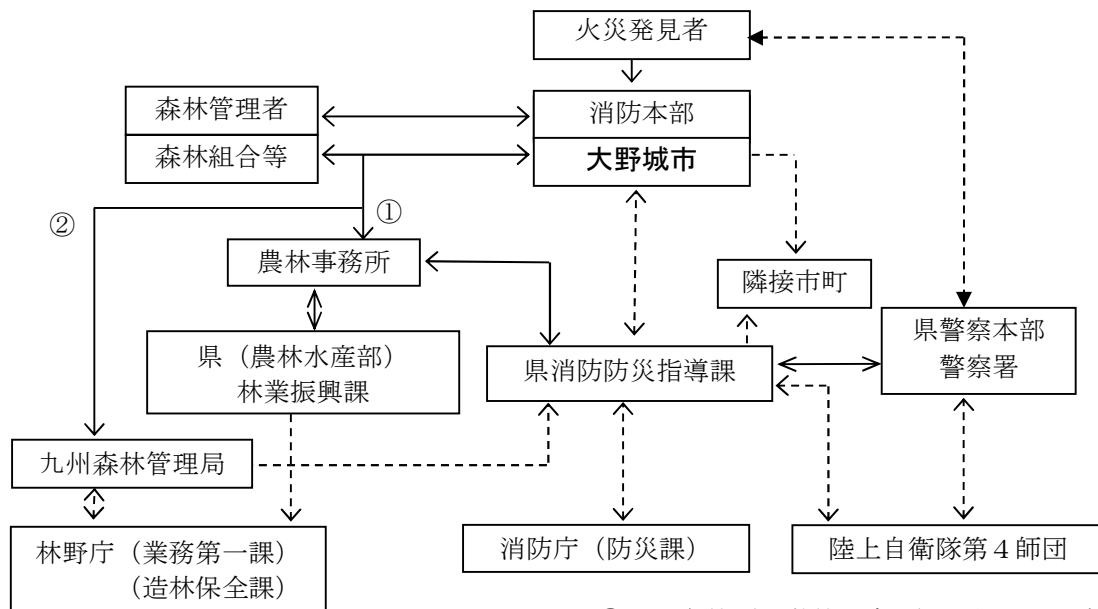 火災発見者
森林管理者
消防本部
森林組合等
大野城市
②
①
農林事務所
隣接市町
県（農林水産部）
林業振興課
県消防防災指導課
県警察本部
警察署
九州森林管理局
林野庁（業務第一課）
（造林保全課）
消防庁（防災課）
陸上自衛隊第４師団